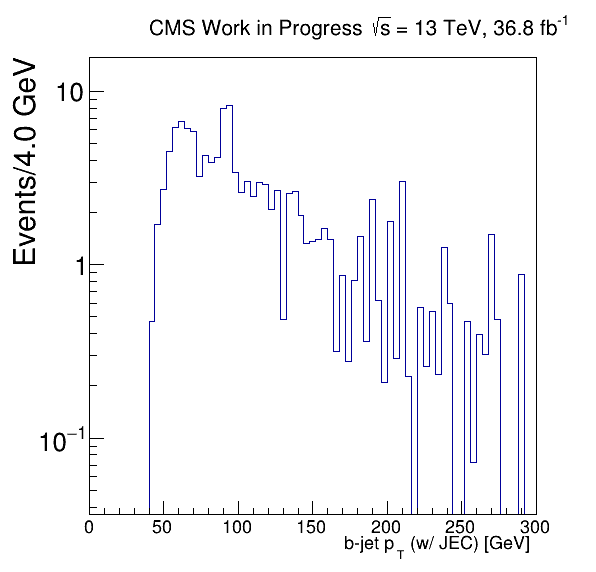 CMS Work in Progress √s = 13 TeV, 36.8 fb⁻¹
Events/4.0 GeV
10
1
10⁻¹
0 50 100 150 200 250 300
b-jet p_T (w/ JEC) [GeV]